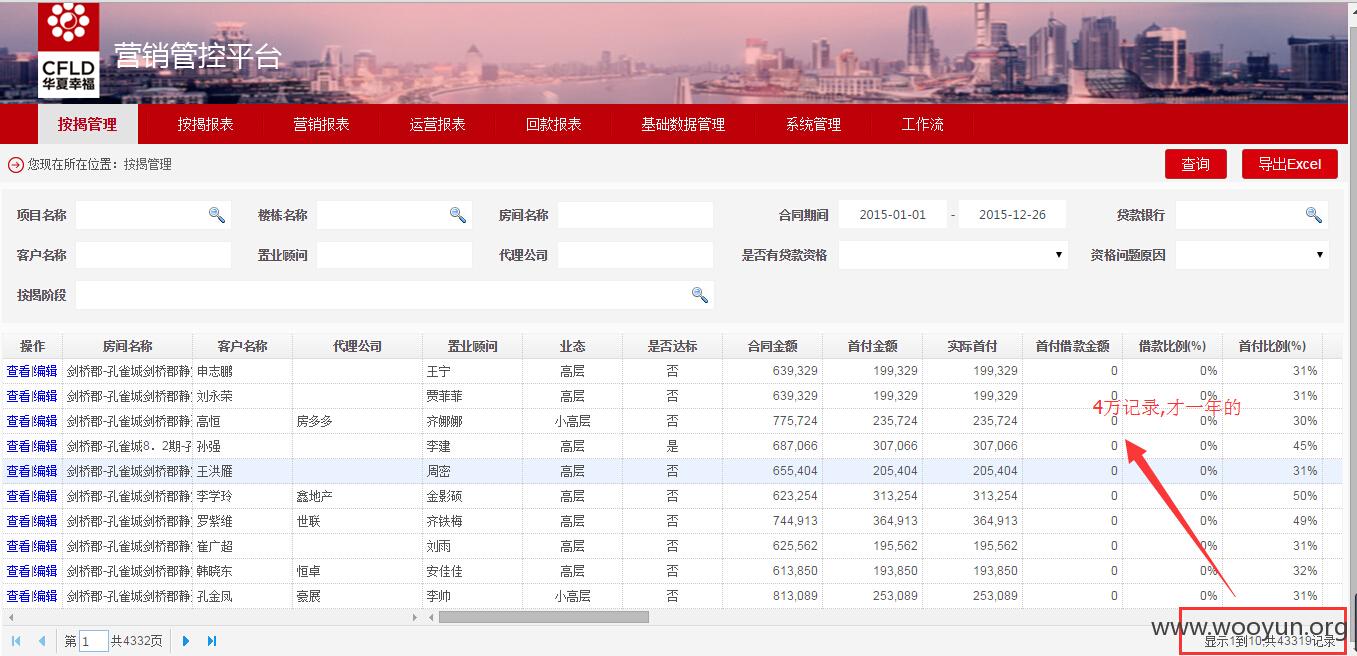 CFLD
华夏幸福
营销管控平台
按揭管理 按揭报表 营销报表 运营报表 回款报表 基础数据管理 系统管理 工作流
您现在所在位置：按揭管理 查询 导出Excel
项目名称 楼栋名称 房间名称 合同期间 2015-01-01 - 2015-12-26 贷款银行
客户名称 置业顾问 代理公司 是否有贷款资格 资格问题原因
按揭阶段
操作 房间名称 客户名称 代理公司 置业顾问 业态 是否达标 合同金额 首付金额 实际首付 首付借款金额 借款比例(%) 首付比例(%)
查看|编辑 剑桥郡-孔雀城剑桥郡静 申志鹏 王宁 高层 否 639,329 199,329 199,329 0 0% 31%
查看|编辑 剑桥郡-孔雀城剑桥郡静 刘永荣 贾菲菲 高层 否 639,329 199,329 199,329 0 0% 31%
4万记录,才一年的
查看|编辑 剑桥郡-孔雀城剑桥郡静 高恒 房多多 齐娜娜 小高层 否 775,724 235,724 235,724 0 0% 30%
查看|编辑 剑桥郡-孔雀城8．2期-孔 孙强 李建 高层 是 687,066 307,066 307,066 0 0% 45%
查看|编辑 剑桥郡-孔雀城剑桥郡静 王洪雁 周密 高层 否 655,404 205,404 205,404 0 0% 31%
查看|编辑 剑桥郡-孔雀城剑桥郡静 李学玲 鑫地产 金影硕 高层 否 623,254 313,254 313,254 0 0% 50%
查看|编辑 剑桥郡-孔雀城剑桥郡静 罗紫维 世联 齐铁梅 高层 否 744,913 364,913 364,913 0 0% 49%
查看|编辑 剑桥郡-孔雀城剑桥郡静 崔广超 刘雨 高层 否 625,562 195,562 195,562 0 0% 31%
查看|编辑 剑桥郡-孔雀城剑桥郡静 韩晓东 恒卓 安佳佳 高层 否 613,850 193,850 193,850 0 0% 32%
查看|编辑 剑桥郡-孔雀城剑桥郡静 孔金凤 豪展 李帅 小高层 否 813,089 253,089 253,089 0 0% 31%
www.wooyun.org
第 1 共4332页 显示1到10,共43319记录